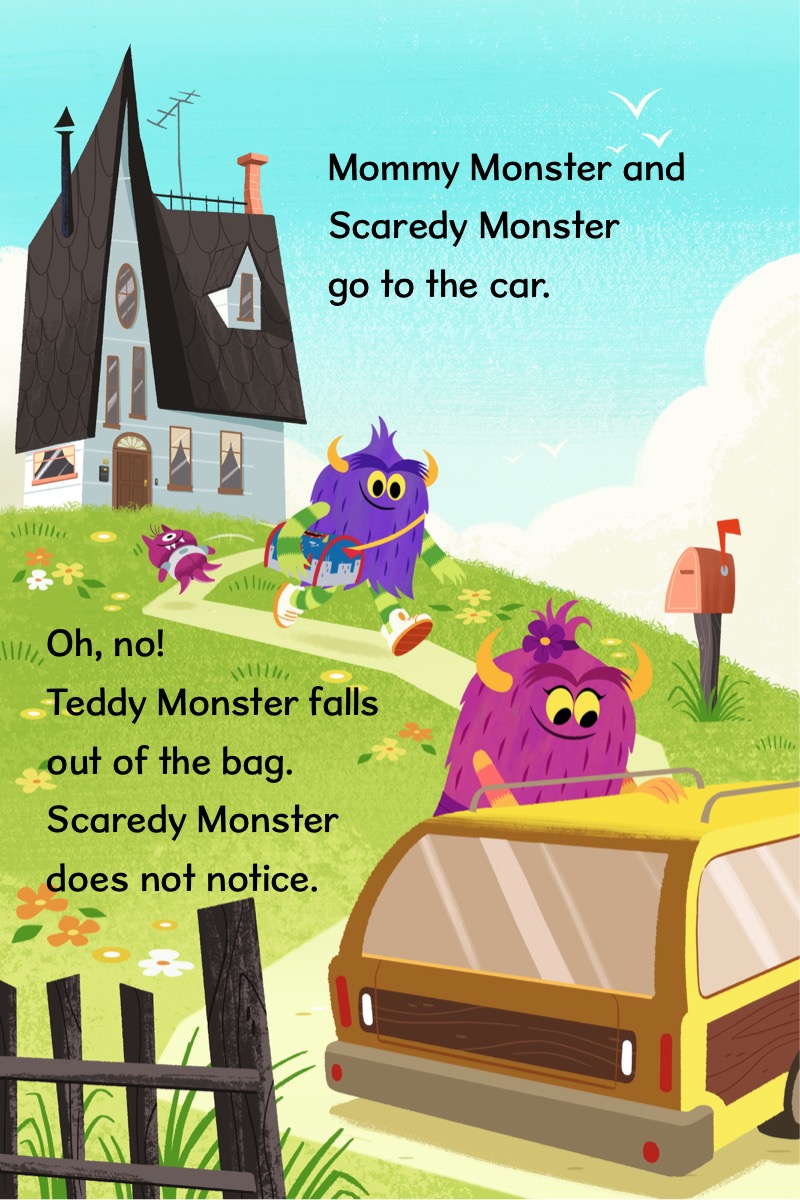 Mommy Monster and
Scaredy Monster
go to the car.
Oh, no!
Teddy Monster falls
out of the bag.
Scaredy Monster
does not notice.